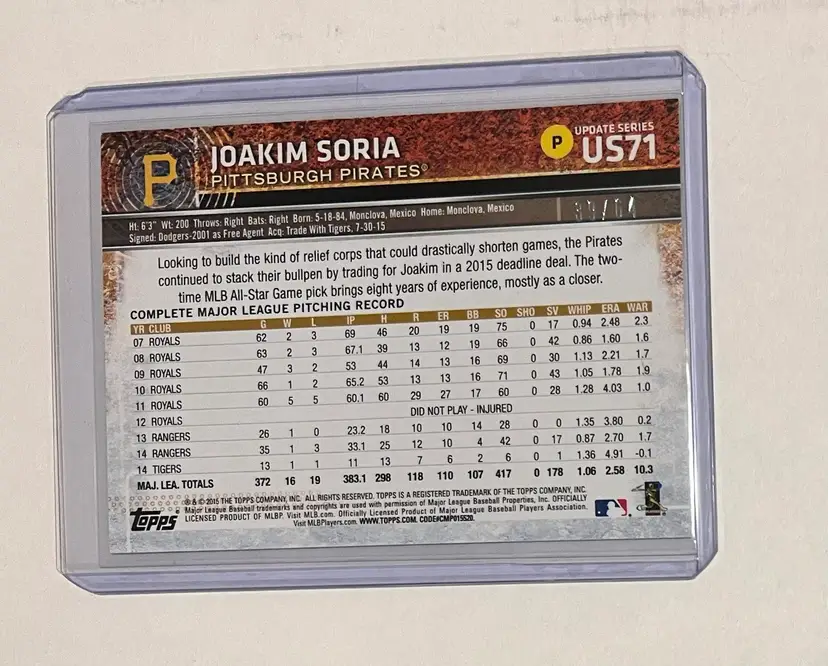 P
JOAKIM SORIA
PITTSBURGH PIRATES®
P
UPDATE SERIES
US71
Ht: 6'3" Wt: 200 Throws: Right Bats: Right Born: 5-18-84, Monclova, Mexico Home: Monclova, Mexico
Signed: Dodgers-2001 as Free Agent Acq: Trade With Tigers, 7-30-15
Looking to build the kind of relief corps that could drastically shorten games, the Pirates
continued to stack their bullpen by trading for Joakim in a 2015 deadline deal. The two-
time MLB All-Star Game pick brings eight years of experience, mostly as a closer.
COMPLETE MAJOR LEAGUE PITCHING RECORD
YR CLUB G W L IP H R ER BB SO SHO SV WHIP ERA WAR
07 ROYALS 62 2 3 69 46 20 19 19 75 0 17 0.94 2.48 2.3
08 ROYALS 63 2 3 67.1 39 13 12 19 66 0 42 0.86 1.60 1.6
09 ROYALS 47 3 2 53 44 14 13 16 69 0 30 1.13 2.21 1.7
10 ROYALS 66 1 2 65.2 53 13 13 16 71 0 43 1.05 1.78 1.9
11 ROYALS 60 5 5 60.1 60 29 27 17 60 0 28 1.28 4.03 1.0
12 ROYALS DID NOT PLAY - INJURED
13 RANGERS 26 1 0 23.2 18 10 10 14 28 0 0 1.35 3.80 0.2
14 RANGERS 35 1 3 33.1 25 12 10 4 42 0 17 0.87 2.70 1.7
14 TIGERS 13 1 1 11 13 7 6 2 6 0 1 1.36 4.91 -0.1
MAJ. LEA. TOTALS 372 16 19 383.1 298 118 110 107 417 0 178 1.06 2.58 10.3
® & © 2015 THE TOPPS COMPANY, INC. ALL RIGHTS RESERVED. TOPPS IS A REGISTERED TRADEMARK OF THE TOPPS COMPANY, INC.
Major League Baseball trademarks and copyrights are used with permission of Major League Baseball Properties, Inc. OFFICIALLY
LICENSED PRODUCT OF MLBP. Visit MLB.com. Officially Licensed Product of Major League Baseball Players Association.
Visit MLBPlayers.com. WWW.TOPPS.COM. CODE#CMP015520.
Topps